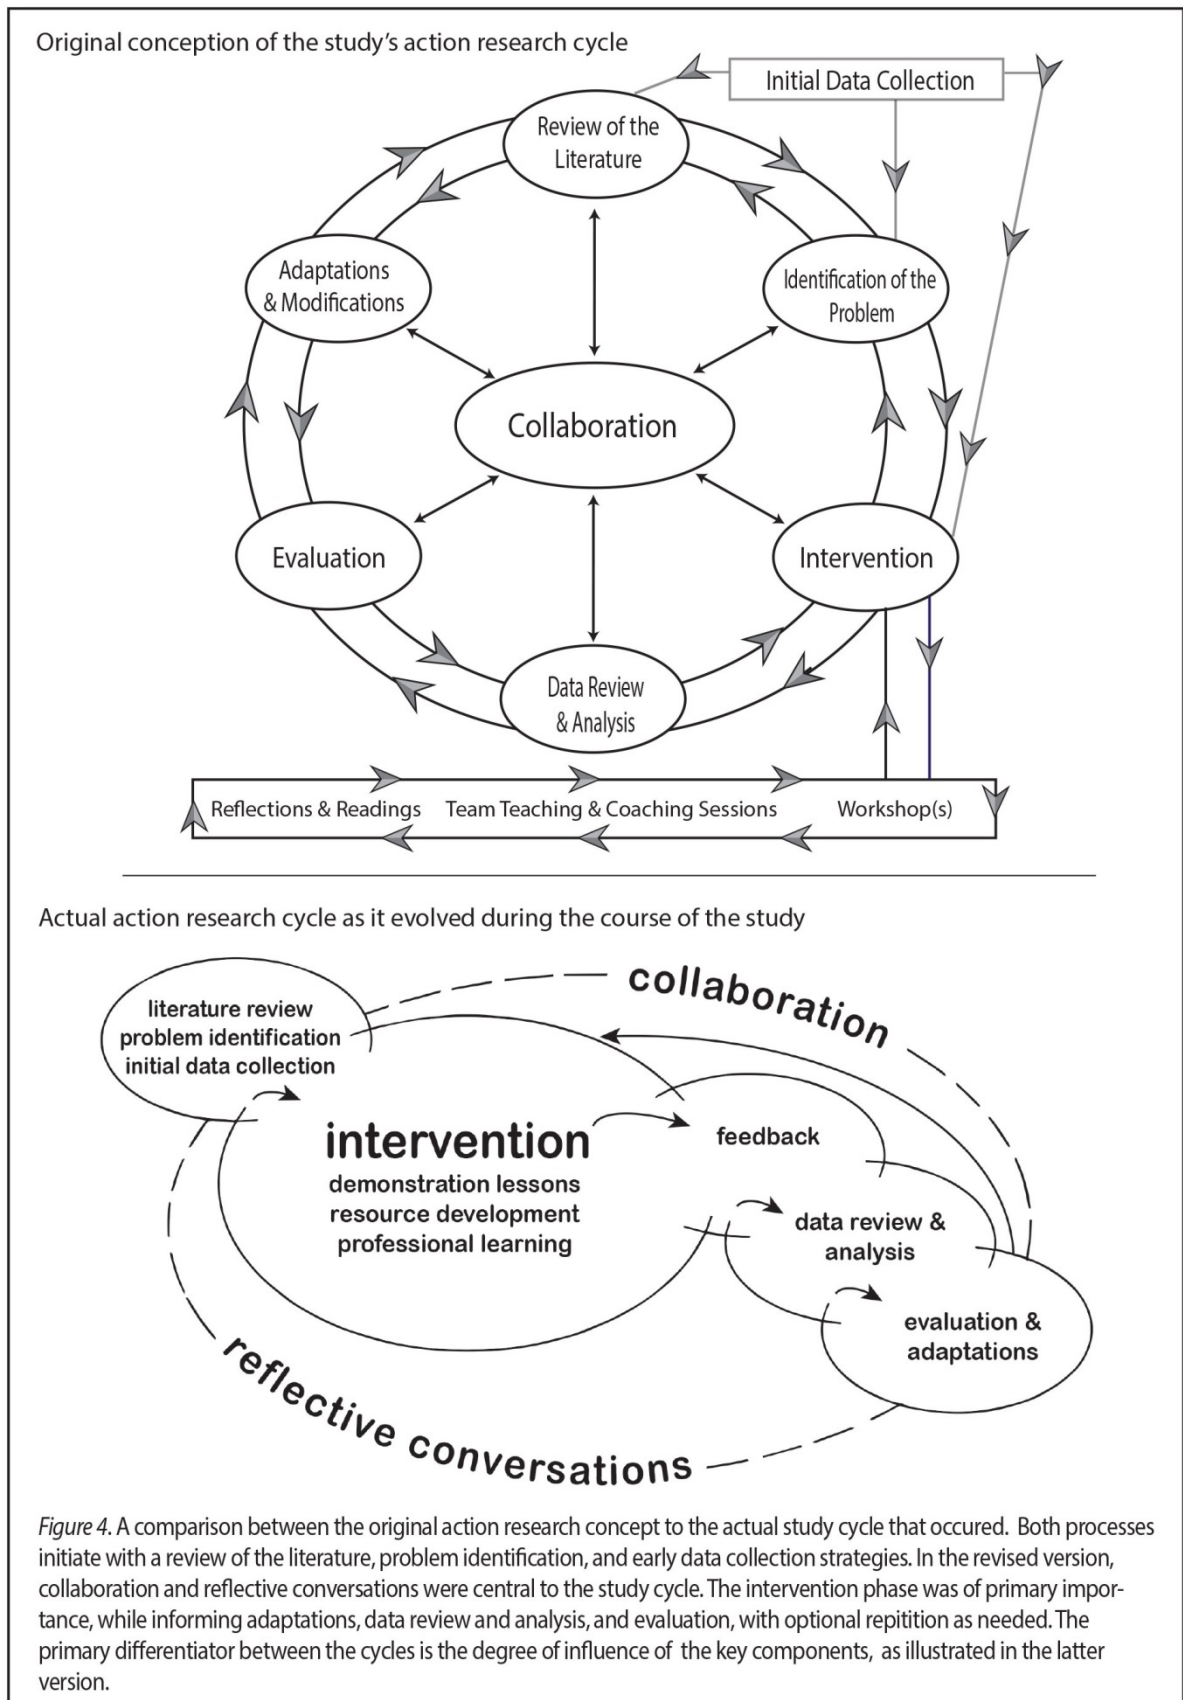 Original conception of the study's action research cycle
Initial Data Collection
Review of the
Literature
Adaptations
& Modifications
Identification of the
Problem
Collaboration
Evaluation
Intervention
Data Review
& Analysis
Reflections & Readings
Team Teaching & Coaching Sessions
Workshop(s)
Actual action research cycle as it evolved during the course of the study
collaboration
literature review
problem identification
initial data collection
intervention
demonstration lessons
resource development
professional learning
feedback
data review &
analysis
evaluation &
adaptations
reflective conversations
Figure 4. A comparison between the original action research concept to the actual study cycle that occured. Both processes
initiate with a review of the literature, problem identification, and early data collection strategies. In the revised version,
collaboration and reflective conversations were central to the study cycle. The intervention phase was of primary impor-
tance, while informing adaptations, data review and analysis, and evaluation, with optional repitition as needed. The
primary differentiator between the cycles is the degree of influence of the key components, as illustrated in the latter
version.